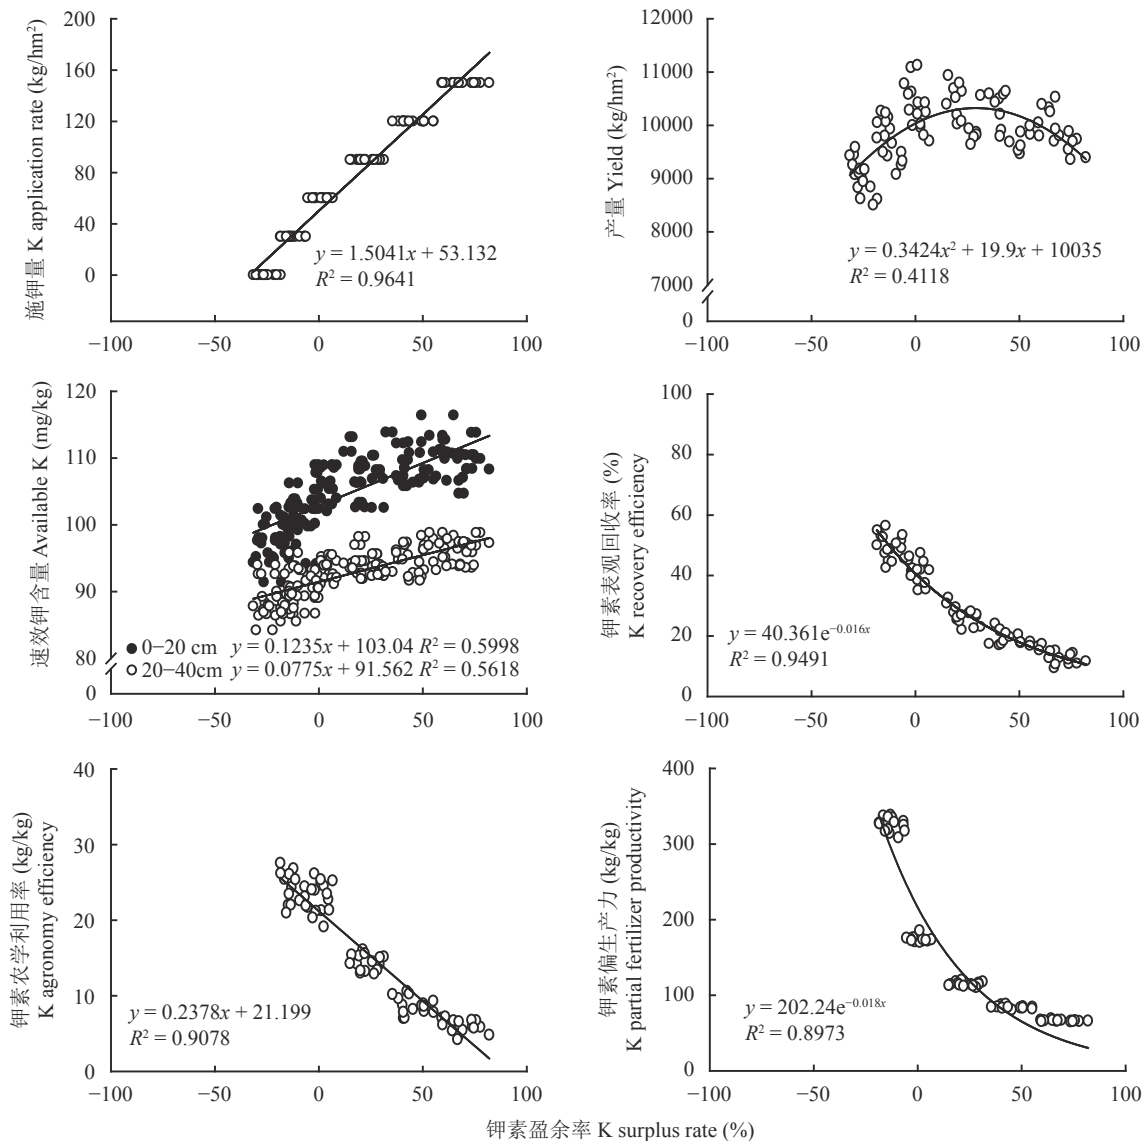 施钾量 K application rate (kg/hm²)
200
160
120
80
40
0
y = 1.5041x + 53.132
R² = 0.9641
−100 −50 0 50 100
产量 Yield (kg/hm²)
12000
11000
10000
9000
8000
7000
0
y = 0.3424x² + 19.9x + 10035
R² = 0.4118
−100 −50 0 50 100
速效钾含量 Available K (mg/kg)
120
110
100
90
80
0
0−20 cm y = 0.1235x + 103.04 R² = 0.5998
20−40cm y = 0.0775x + 91.562 R² = 0.5618
−100 −50 0 50 100
钾素表观回收率 (%)
K recovery efficiency
100
80
60
40
20
0
y = 40.361e^−0.016x
R² = 0.9491
−100 −50 0 50 100
钾素农学利用率 (kg/kg)
K agronomy efficiency
40
30
20
10
0
y = 0.2378x + 21.199
R² = 0.9078
−100 −50 0 50 100
钾素偏生产力 (kg/kg)
K partial fertilizer productivity
400
300
200
100
0
y = 202.24e^−0.018x
R² = 0.8973
−100 −50 0 50 100
钾素盈余率 K surplus rate (%)